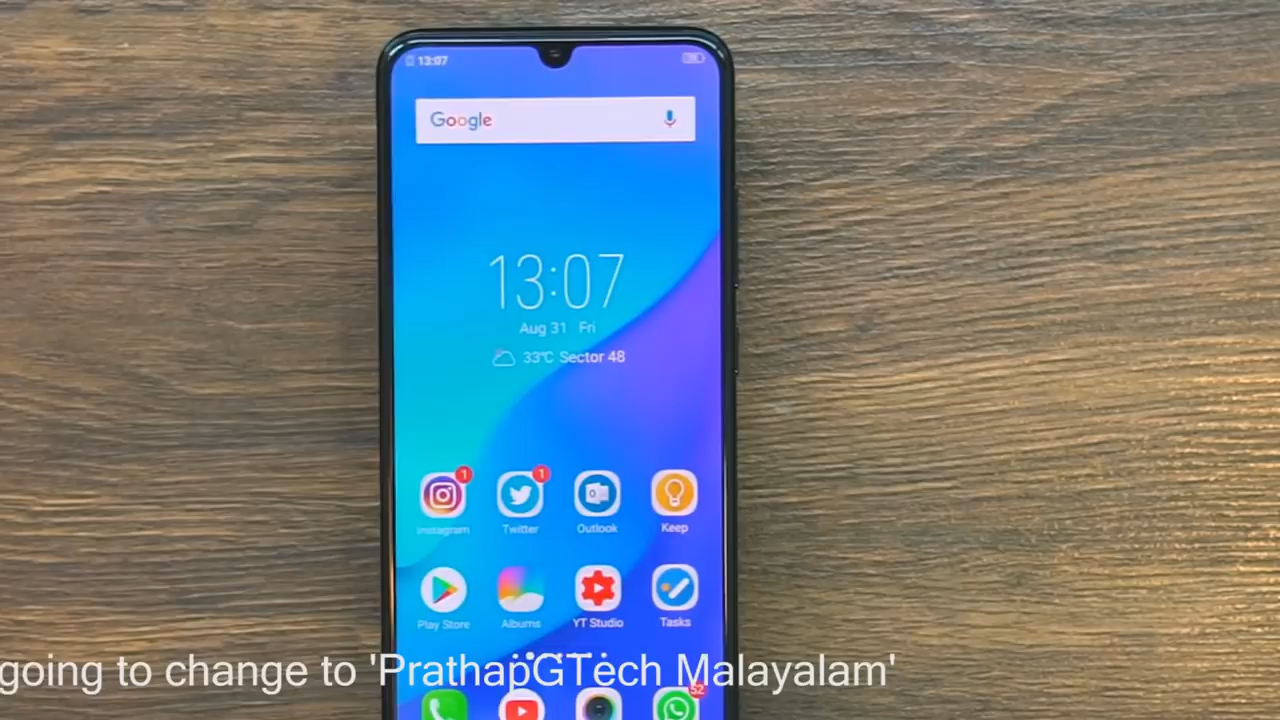 13:07
Google
13:07
Aug 31 Fri
33℃ Sector 48
1
1
Instagram Twitter Outlook Keep
Play Store Albums YT Studio Tasks
going to change to 'PrathapGTech Malayalam'
52